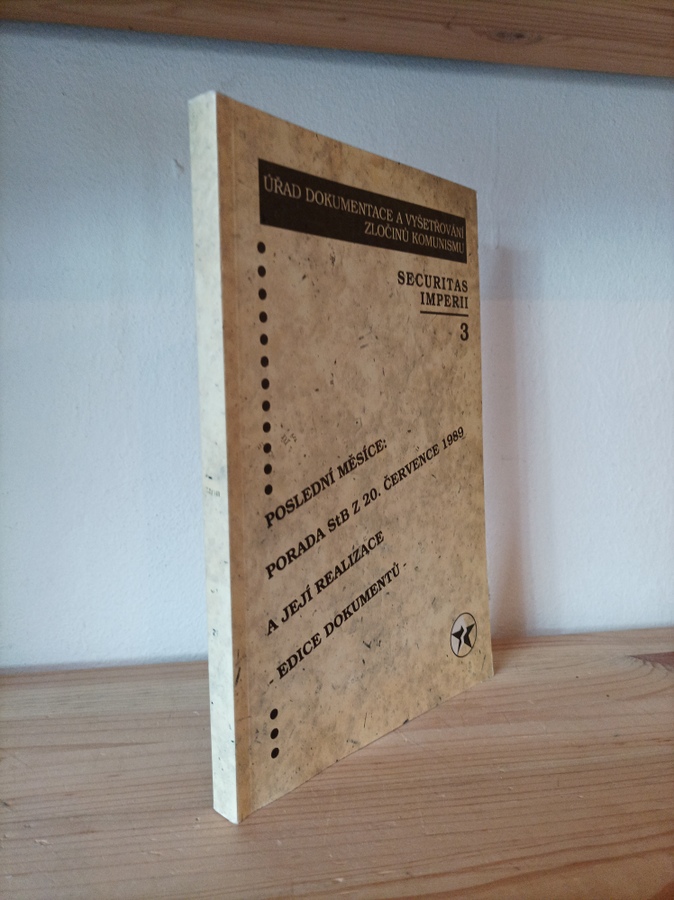 ÚŘAD DOKUMENTACE A VYŠETŘOVÁNÍ
ZLOČINŮ KOMUNISMU
SECURITAS
IMPERII
3
POSLEDNÍ MĚSÍCE:
PORADA StB Z 20. ČERVENCE 1989
A JEJÍ REALIZACE
- EDICE DOKUMENTŮ -